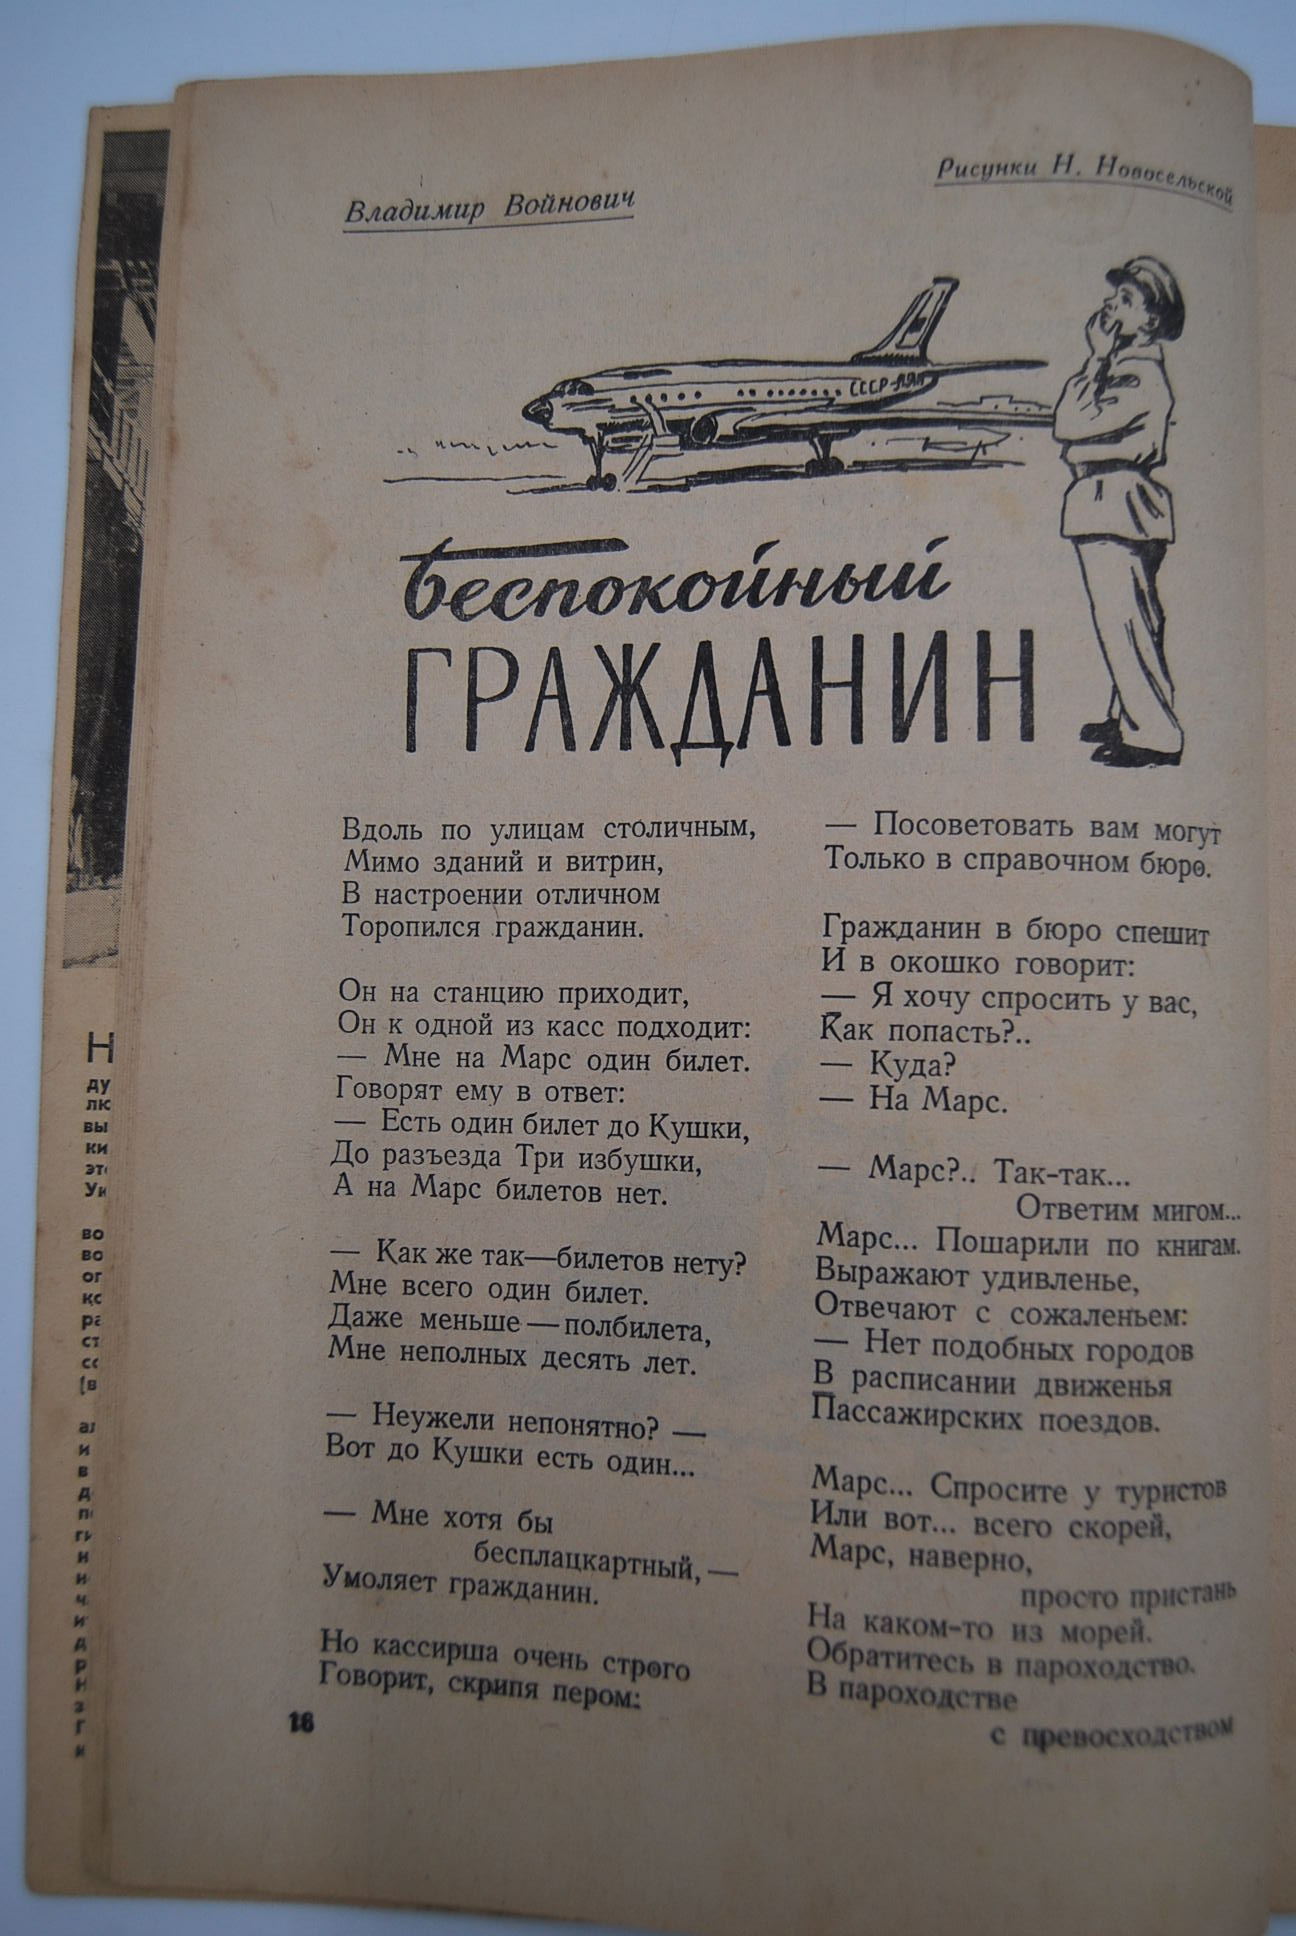 Владимир Войнович
Рисунки Н. Новосельской
СССР-Л
беспокойный
ГРАЖДАНИН
Вдоль по улицам столичным,
Мимо зданий и витрин,
В настроении отличном
Торопился гражданин.
Он на станцию приходит,
Он к одной из касс подходит:
— Мне на Марс один билет.
Говорят ему в ответ:
— Есть один билет до Кушки,
До разъезда Три избушки,
А на Марс билетов нет.
— Как же так—билетов нету?
Мне всего один билет.
Даже меньше — полбилета,
Мне неполных десять лет.
— Неужели непонятно? —
Вот до Кушки есть один...
— Мне хотя бы
бесплацкартный, —
Умоляет гражданин.
Но кассирша очень строго
Говорит, скрипя пером:
16
— Посоветовать вам могут
Только в справочном бюро.
Гражданин в бюро спешит
И в окошко говорит:
— Я хочу спросить у вас,
Как попасть?..
— Куда?
— На Марс.
— Марс?.. Так-так...
Ответим мигом...
Марс... Пошарили по книгам.
Выражают удивленье,
Отвечают с сожаленьем:
— Нет подобных городов
В расписании движенья
Пассажирских поездов.
Марс... Спросите у туристов
Или вот... всего скорей,
Марс, наверно,
просто пристань
На каком-то из морей.
Обратитесь в пароходство.
В пароходстве
с превосходством
Н
ду
лк
вы
ки
во
во
ог